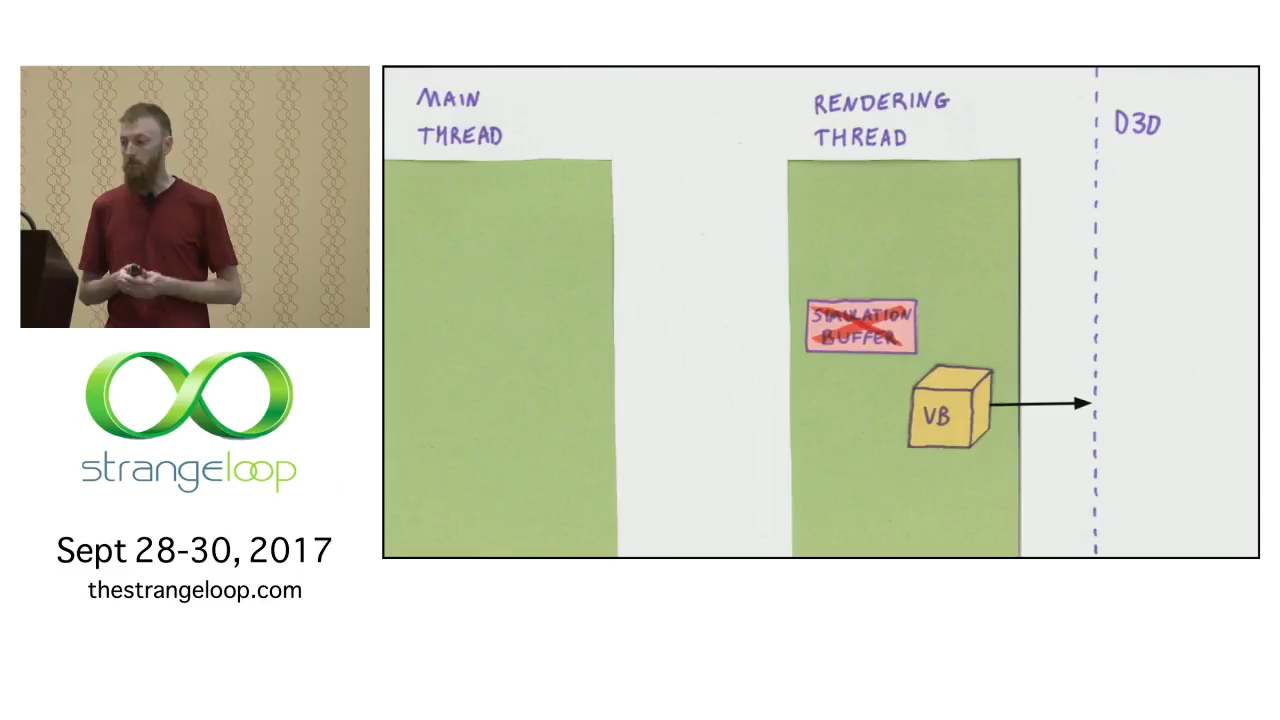 MAIN
THREAD
RENDERING
THREAD
D3D
SIMULATION
BUFFER
VB
strangeloop
Sept 28-30, 2017
thestrangeloop.com